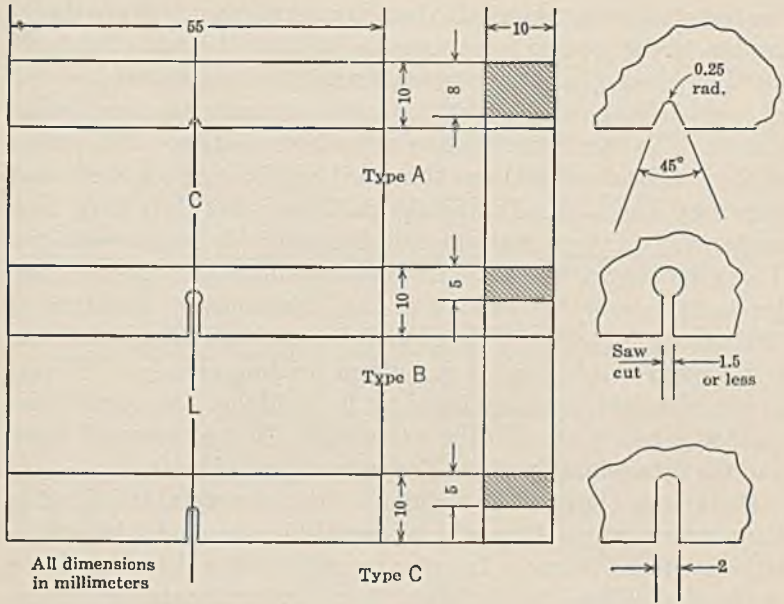 55
10
0.25
rad.
10
8
45°
Type A
C
10
5
Saw
cut
1.5
or less
Type B
L
10
5
2
All dimensions
in millimeters
Type C